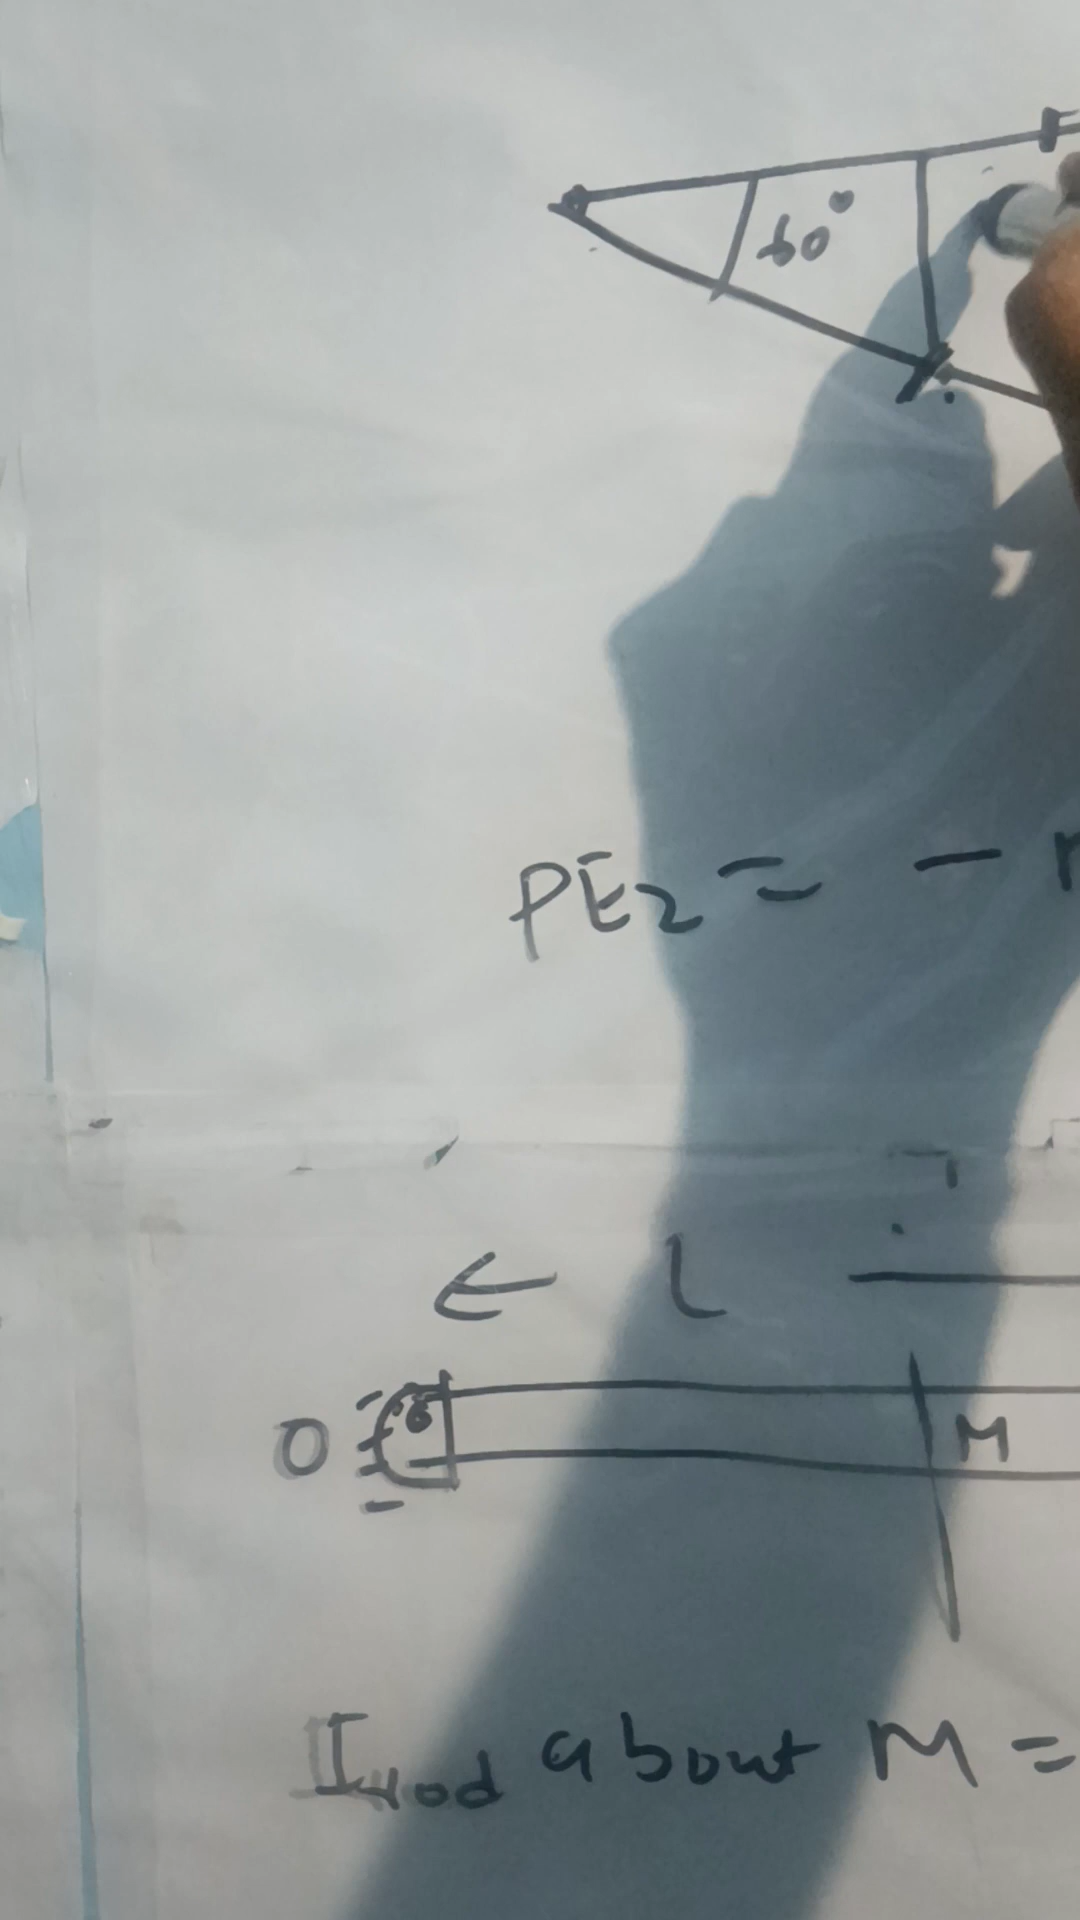 60°
PE2 = -
← L
O M
Irod about M =